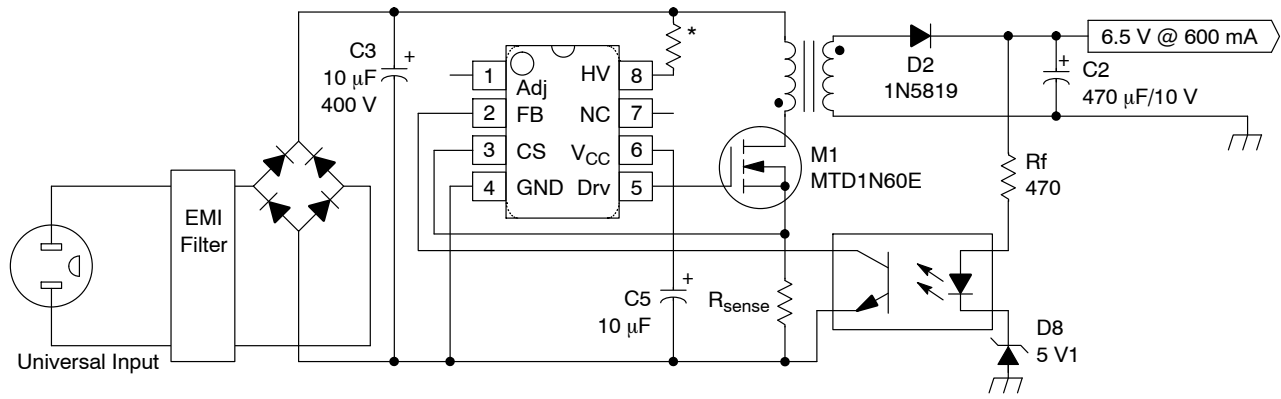 C3
10 μF
400 V
+
*
1
Adj
HV
8
2
FB
NC
7
3
CS
VCC
6
4
GND
Drv
5
M1
MTD1N60E
D2
1N5819
6.5 V @ 600 mA
+
C2
470 μF/10 V
Rf
470
EMI
Filter
Universal Input
C5
10 μF
+
Rsense
D8
5 V1